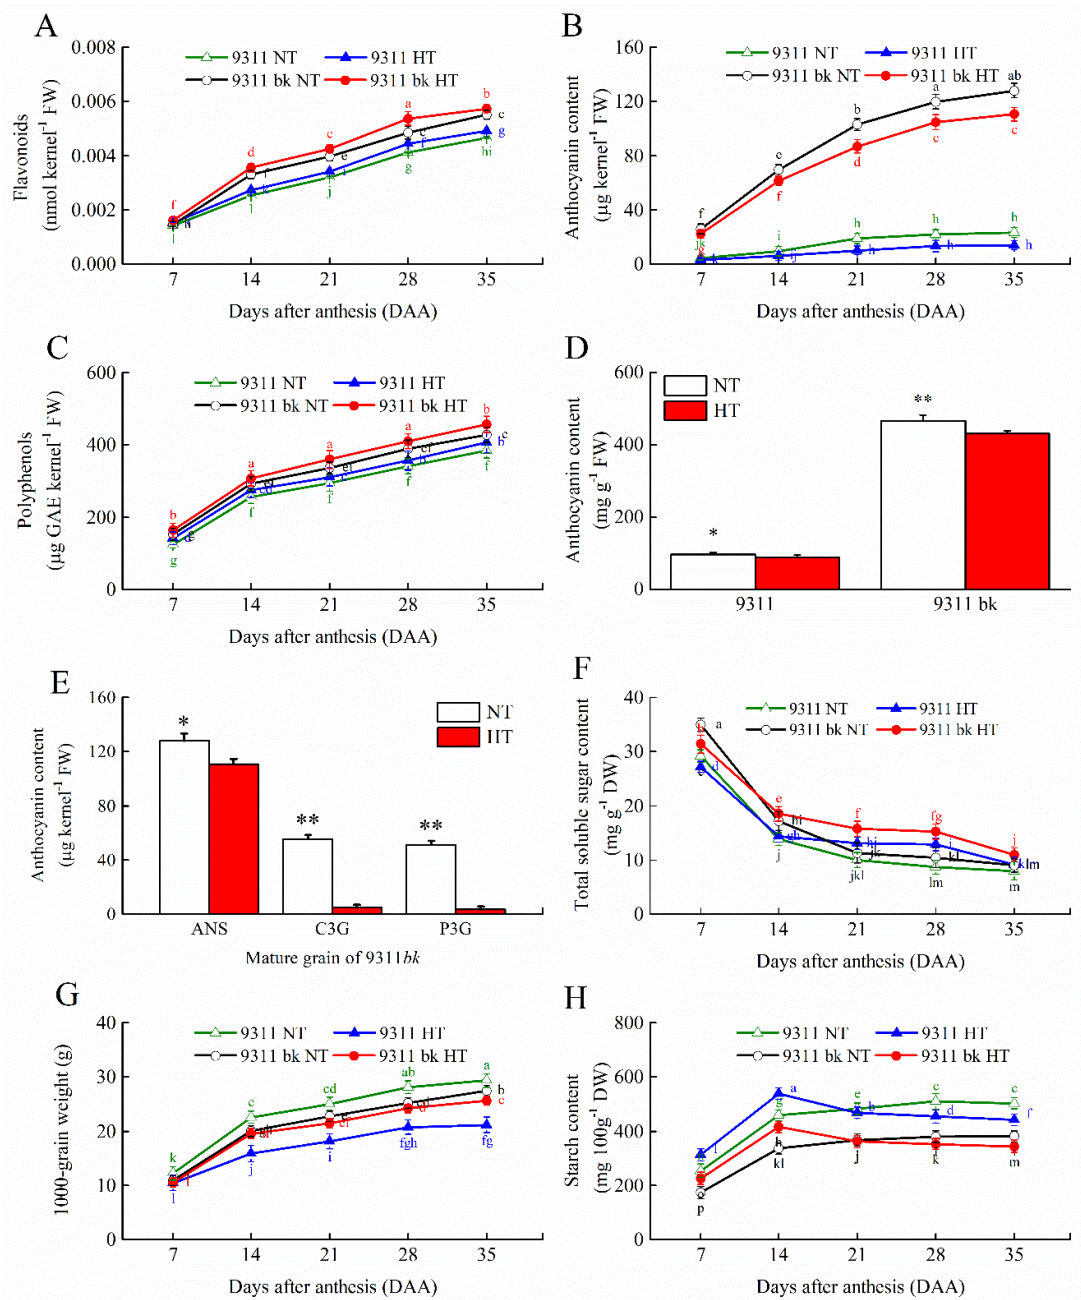 A
Flavonoids
(nmol kernel⁻¹ FW)
0.008
0.006
0.004
0.002
0.000
9311 NT
9311 HT
9311 bk NT
9311 bk HT
7 14 21 28 35
Days after anthesis (DAA)
B
Anthocyanin content
(µg kernel⁻¹ FW)
160
120
80
40
0
9311 NT
9311 HT
9311 bk NT
9311 bk HT
7 14 21 28 35
Days after anthesis (DAA)
C
Polyphenols
(µg GAE kernel⁻¹ FW)
600
400
200
0
9311 NT
9311 HT
9311 bk NT
9311 bk HT
7 14 21 28 35
Days after anthesis (DAA)
D
Anthocyanin content
(mg g⁻¹ FW)
600
400
200
0
NT
HT
*
**
9311 9311 bk
E
Anthocyanin content
(µg kernel⁻¹ FW)
160
120
80
40
0
NT
HT
*
**
**
ANS C3G P3G
Mature grain of 9311bk
F
Total soluble sugar content
(mg g⁻¹ DW)
40
30
20
10
0
9311 NT
9311 HT
9311 bk NT
9311 bk HT
7 14 21 28 35
Days after anthesis (DAA)
G
1000-grain weight (g)
40
30
20
10
0
9311 NT
9311 HT
9311 bk NT
9311 bk HT
7 14 21 28 35
Days after anthesis (DAA)
H
Starch content
(mg 100g⁻¹ DW)
800
600
400
200
0
9311 NT
9311 HT
9311 bk NT
9311 bk HT
7 14 21 28 35
Days after anthesis (DAA)